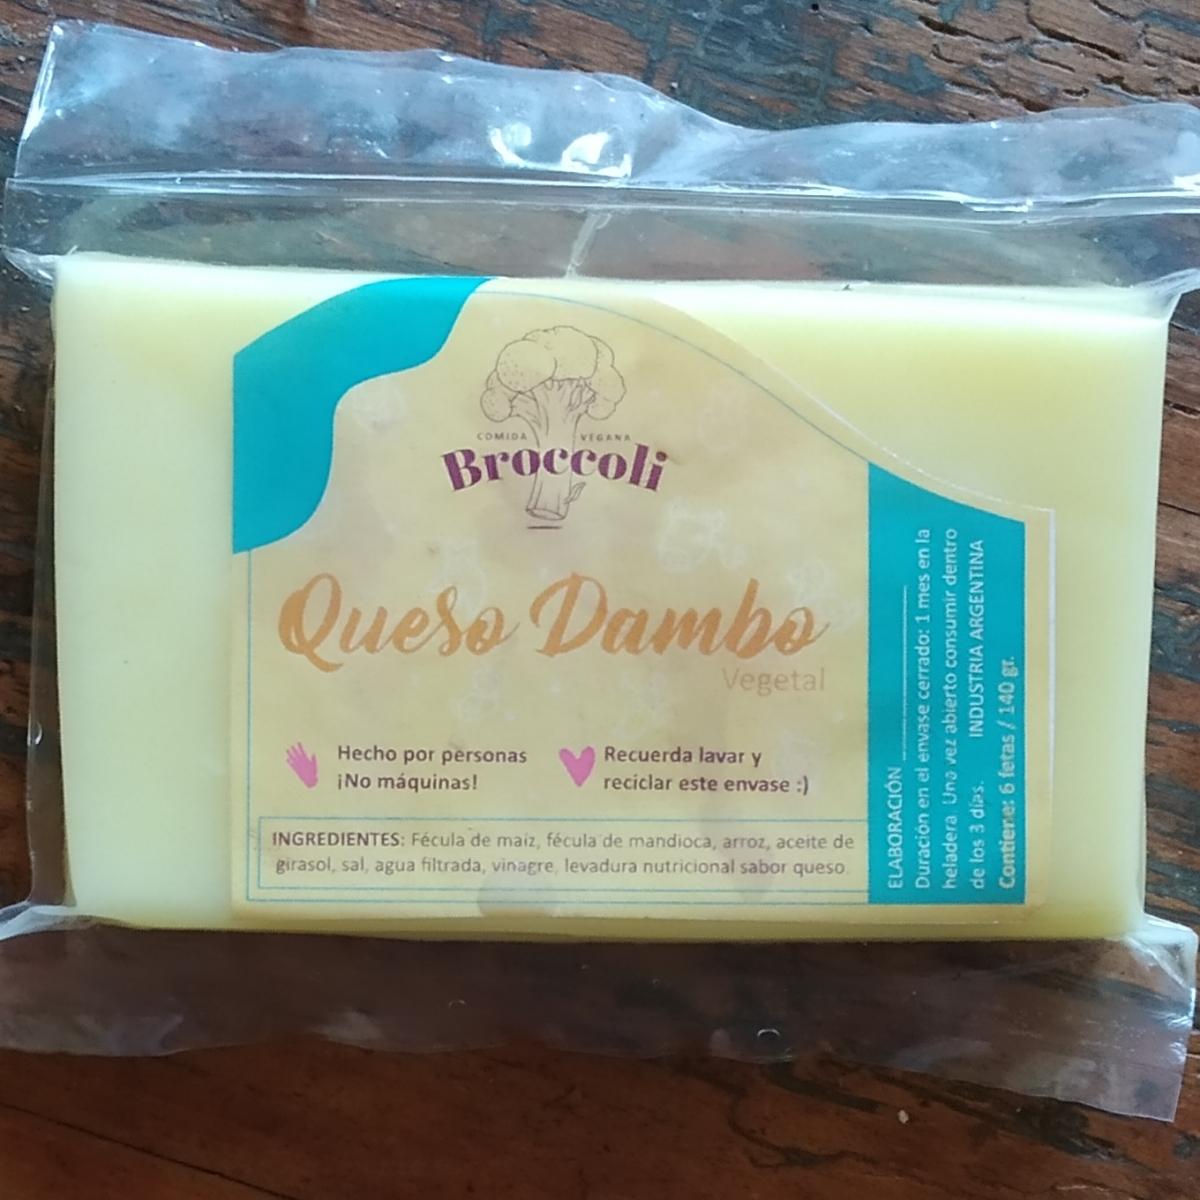 COMIDA VEGANA
Broccoli
Queso Dambo
Vegetal
Hecho por personas
¡No máquinas!
Recuerda lavar y
reciclar este envase :)
INGREDIENTES: Fécula de maíz, fécula de mandioca, arroz, aceite de
girasol, sal, agua filtrada, vinagre, levadura nutricional sabor queso.
ELABORACIÓN
Duración en el envase cerrado: 1 mes en la
heladera Una vez abierto consumir dentro
de los 3 días. INDUSTRIA ARGENTINA
Contiene: 6 fetas / 140 gr.